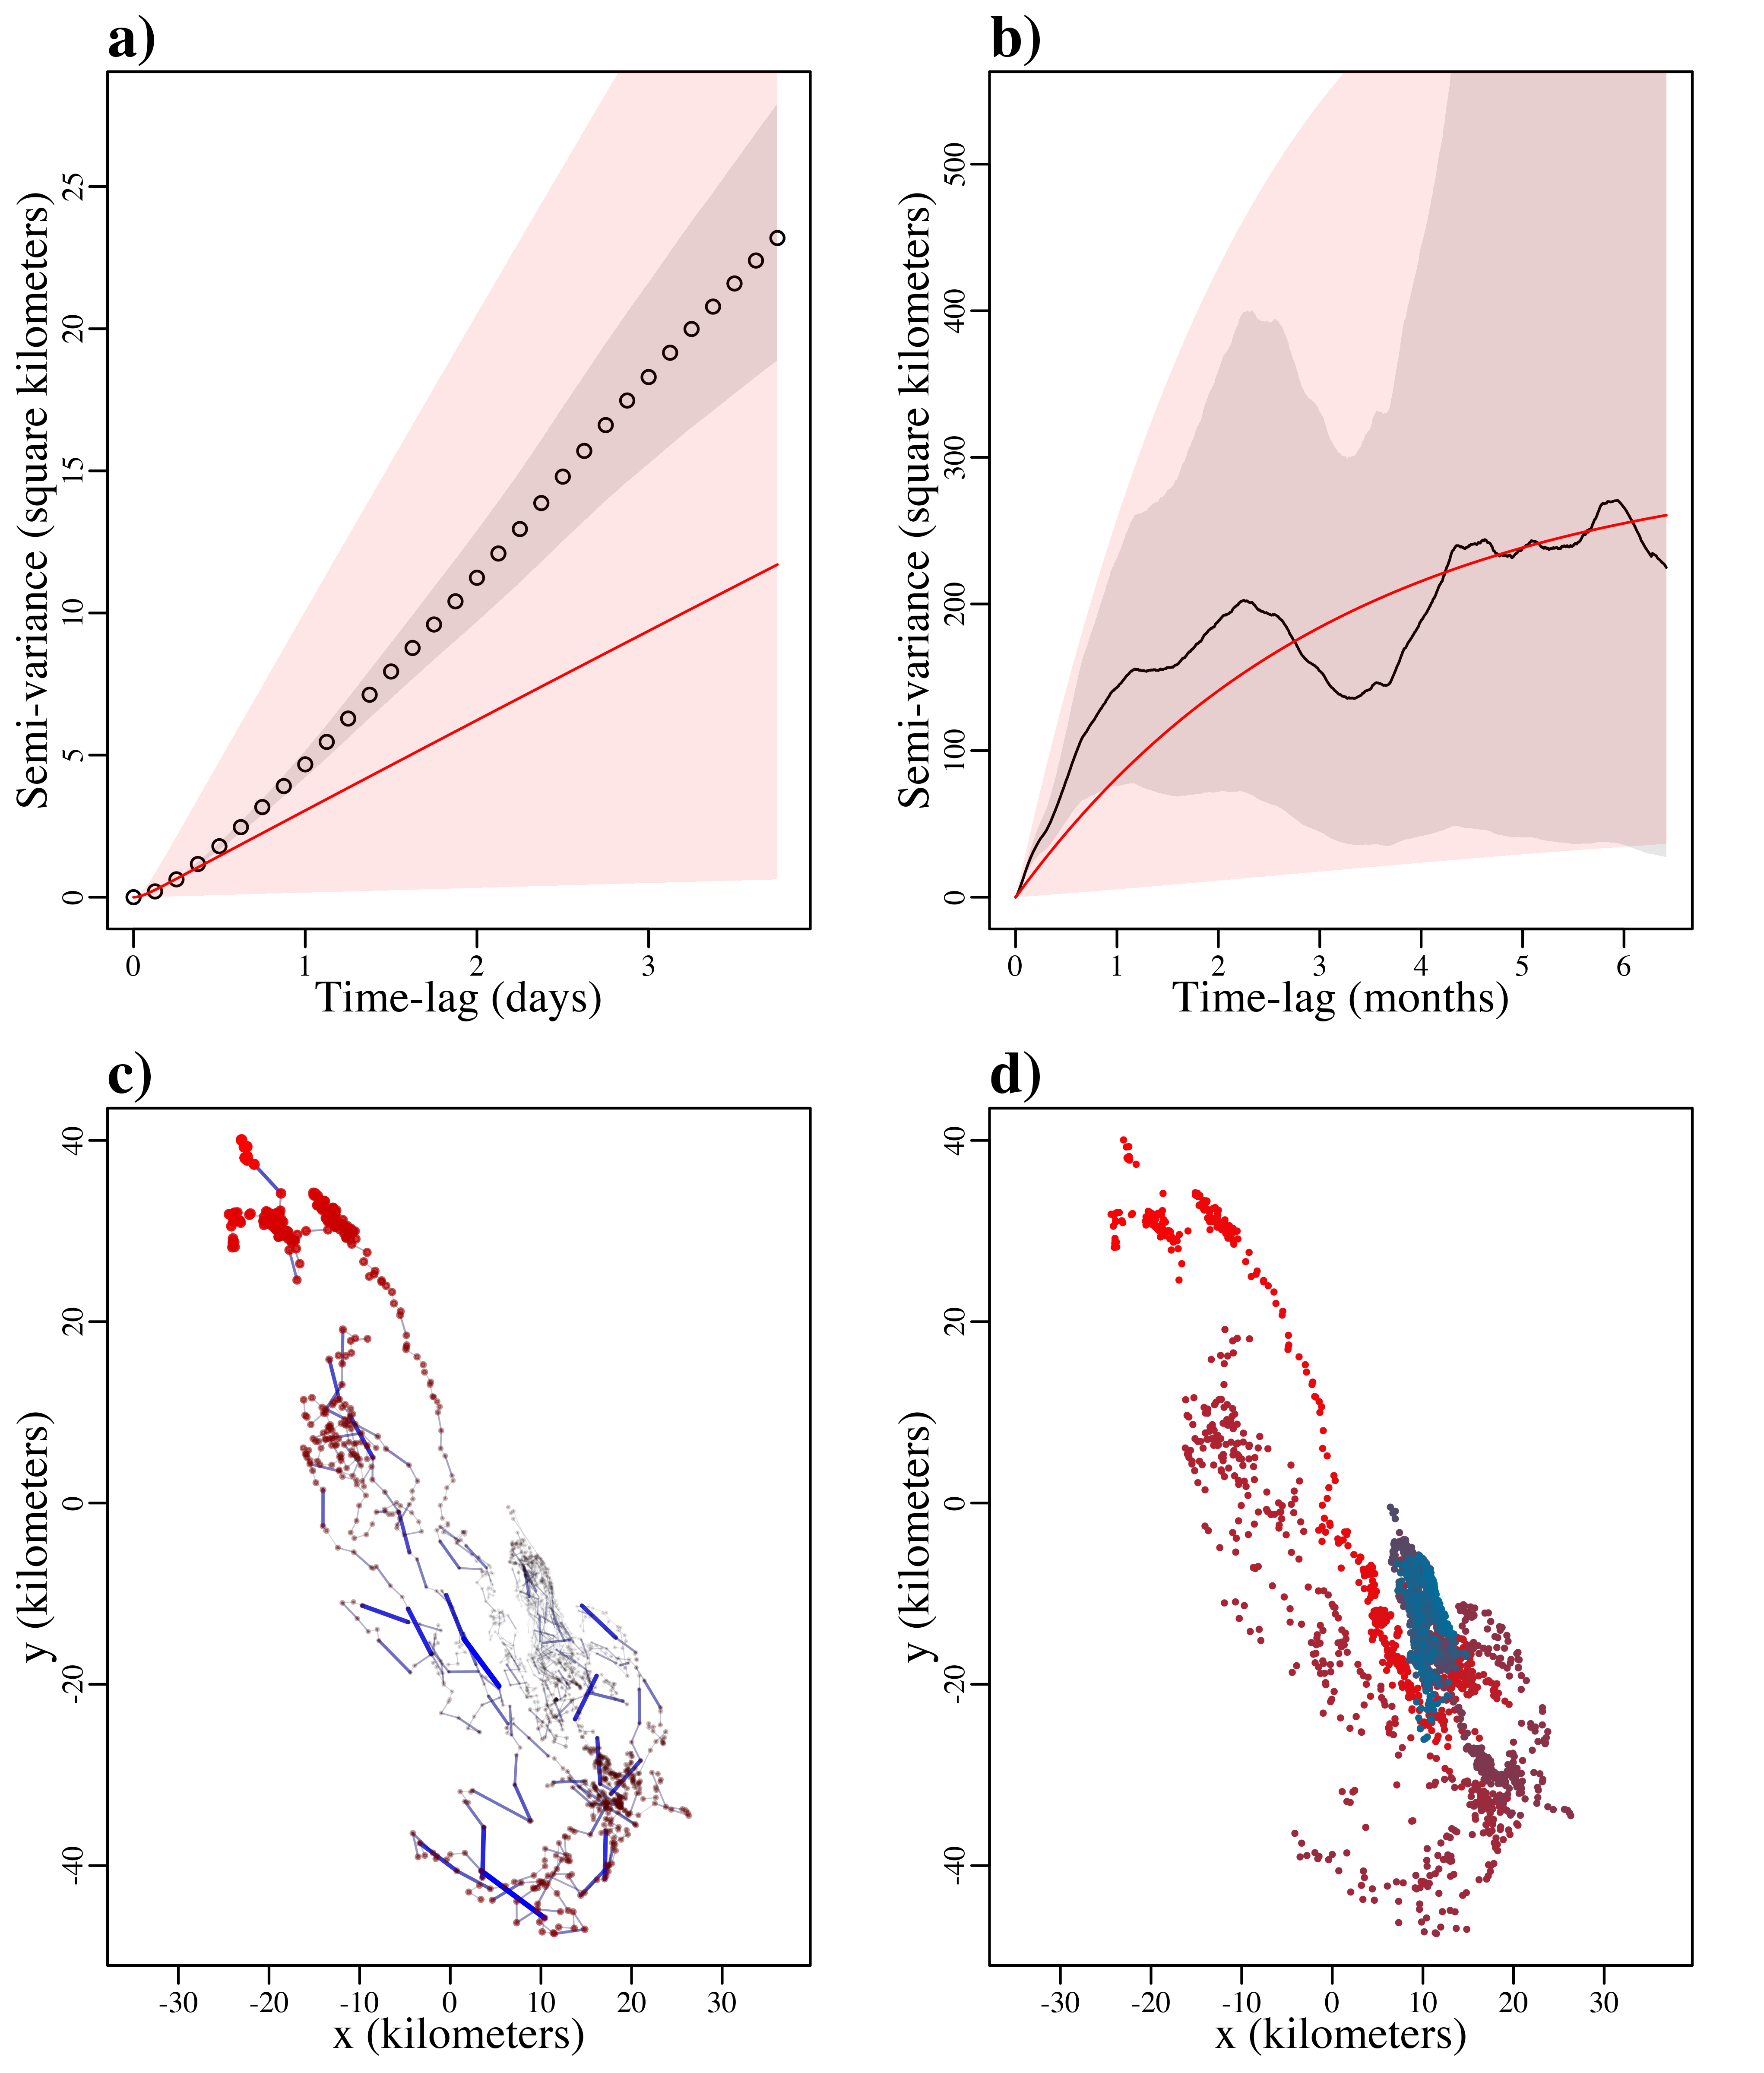 a)
Semi-variance (square kilometers)
0 5 10 15 20 25
0 1 2 3
Time-lag (days)
b)
Semi-variance (square kilometers)
0 100 200 300 400 500
0 1 2 3 4 5 6
Time-lag (months)
c)
y (kilometers)
-40 -20 0 20 40
-30 -20 -10 0 10 20 30
x (kilometers)
d)
y (kilometers)
-40 -20 0 20 40
-30 -20 -10 0 10 20 30
x (kilometers)